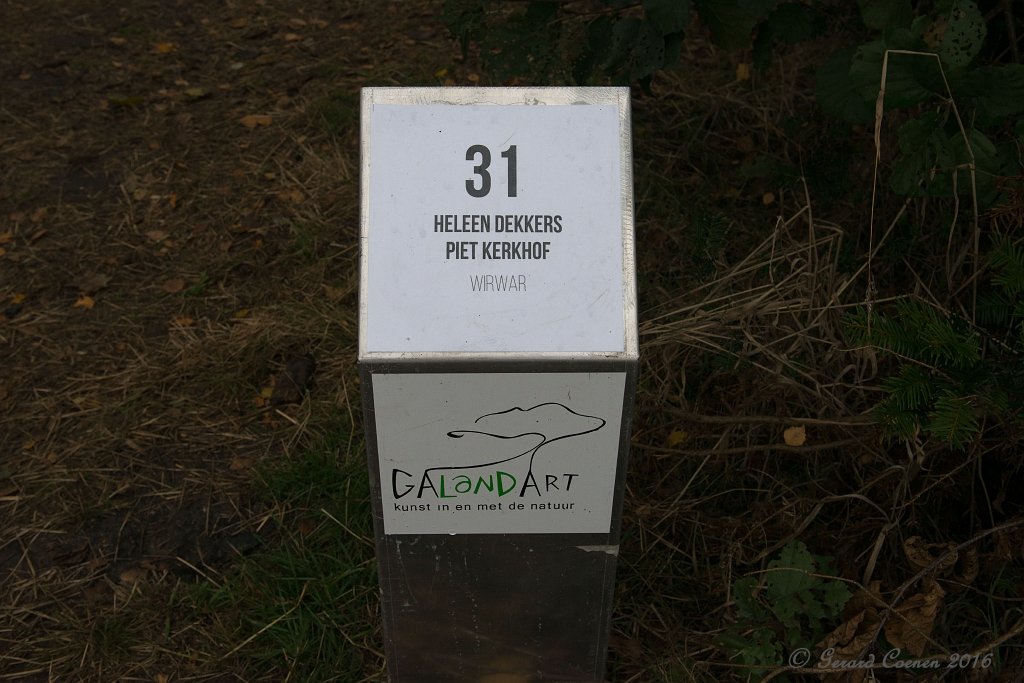 31
HELEEN DEKKERS
PIET KERKHOF
WIRWAR
GALANDART
kunst in en met de natuur
© Gerard Coenen 2016